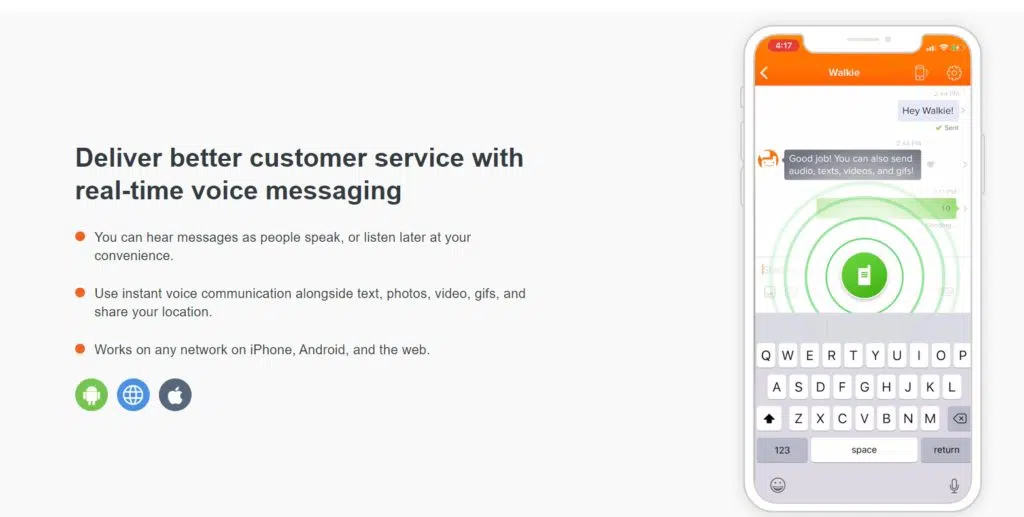 Deliver better customer service with
real-time voice messaging
You can hear messages as people speak, or listen later at your
convenience.
Use instant voice communication alongside text, photos, video, gifs, and
share your location.
Works on any network on iPhone, Android, and the web.
4:17
Walkie
2:44 PM
Hey Walkie!
Sent
2:44 PM
Good job! You can also send
audio, texts, videos, and gifs!
Q W E R T Y U I O P
A S D F G H J K L
Z X C V B N M
123 space return